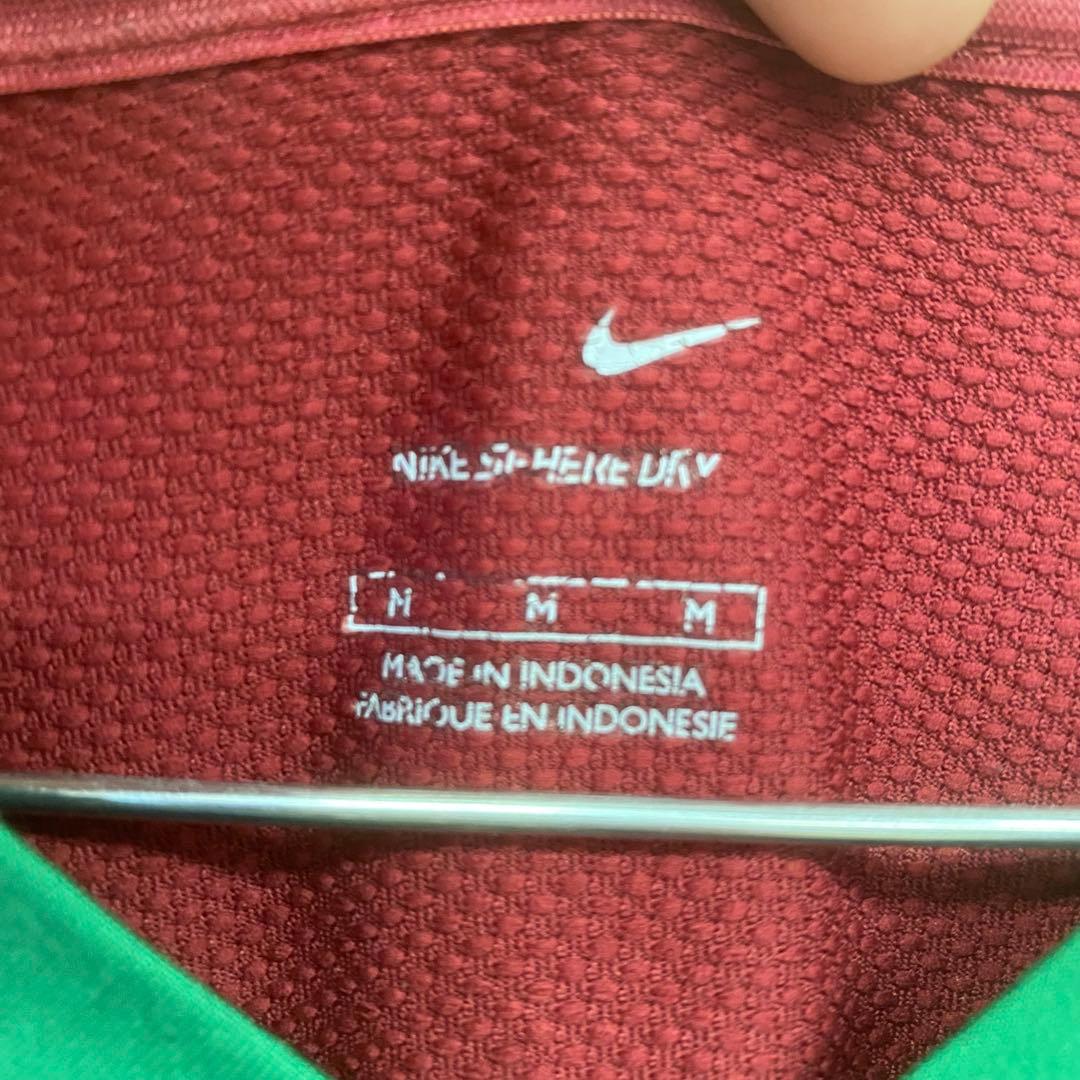 NIKE SPHERE DRY
M M M
MADE IN INDONESIA
FABRIQUE EN INDONESIE